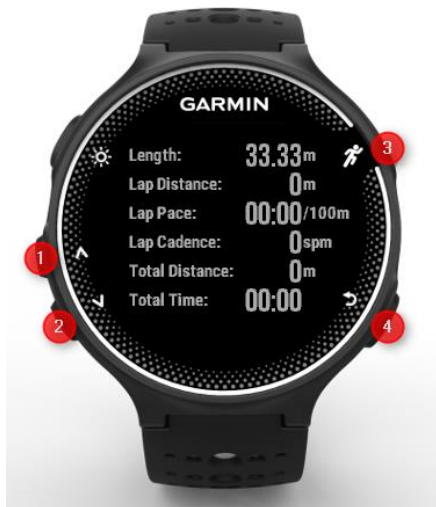 GARMIN
Length: 33.33m
3
Lap Distance: 0m
Lap Pace: 00:00/100m
Lap Cadence: 0spm
1
Total Distance: 0m
Total Time: 00:00
2
4